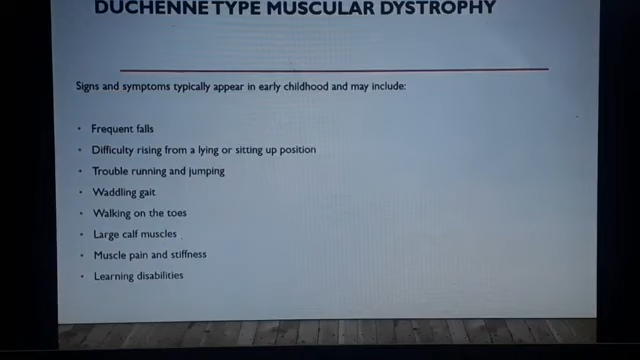 DUCHENNE TYPE MUSCULAR DYSTROPHY
Signs and symptoms typically appear in early childhood and may include:
• Frequent falls
• Difficulty rising from a lying or sitting up position
• Trouble running and jumping
• Waddling gait
• Walking on the toes
• Large calf muscles
• Muscle pain and stiffness
• Learning disabilities